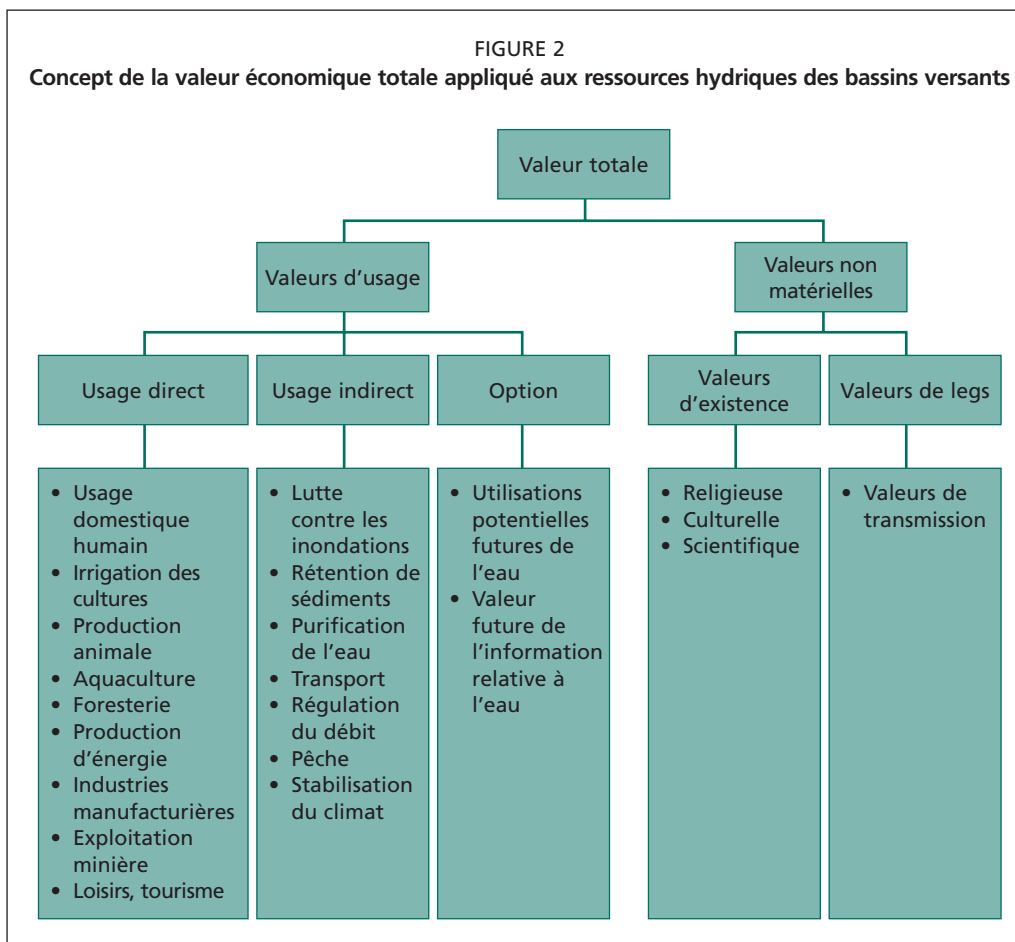 FIGURE 2
Concept de la valeur économique totale appliqué aux ressources hydriques des bassins versants
Valeur totale
Valeurs d'usage
Valeurs non
matérielles
Usage direct
Usage indirect
Option
Valeurs
d'existence
Valeurs de legs
• Usage
domestique
humain
• Irrigation des
cultures
• Production
animale
• Aquaculture
• Foresterie
• Production
d'énergie
• Industries
manufacturières
• Exploitation
minière
• Loisirs, tourisme
• Lutte
contre les
inondations
• Rétention de
sédiments
• Purification
de l'eau
• Transport
• Régulation
du débit
• Pêche
• Stabilisation
du climat
• Utilisations
potentielles
futures de
l'eau
• Valeur
future de
l'information
relative à
l'eau
• Religieuse
• Culturelle
• Scientifique
• Valeurs de
transmission